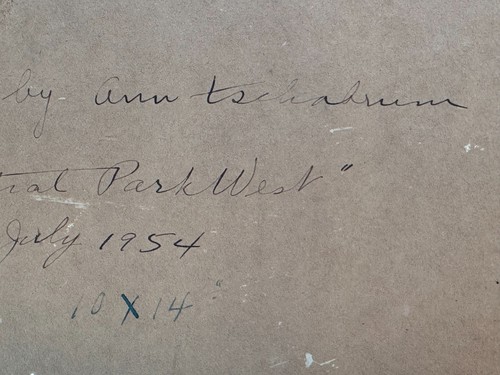 by Ann Tschabrum
tral Park West"
July 1954
10 X 14"